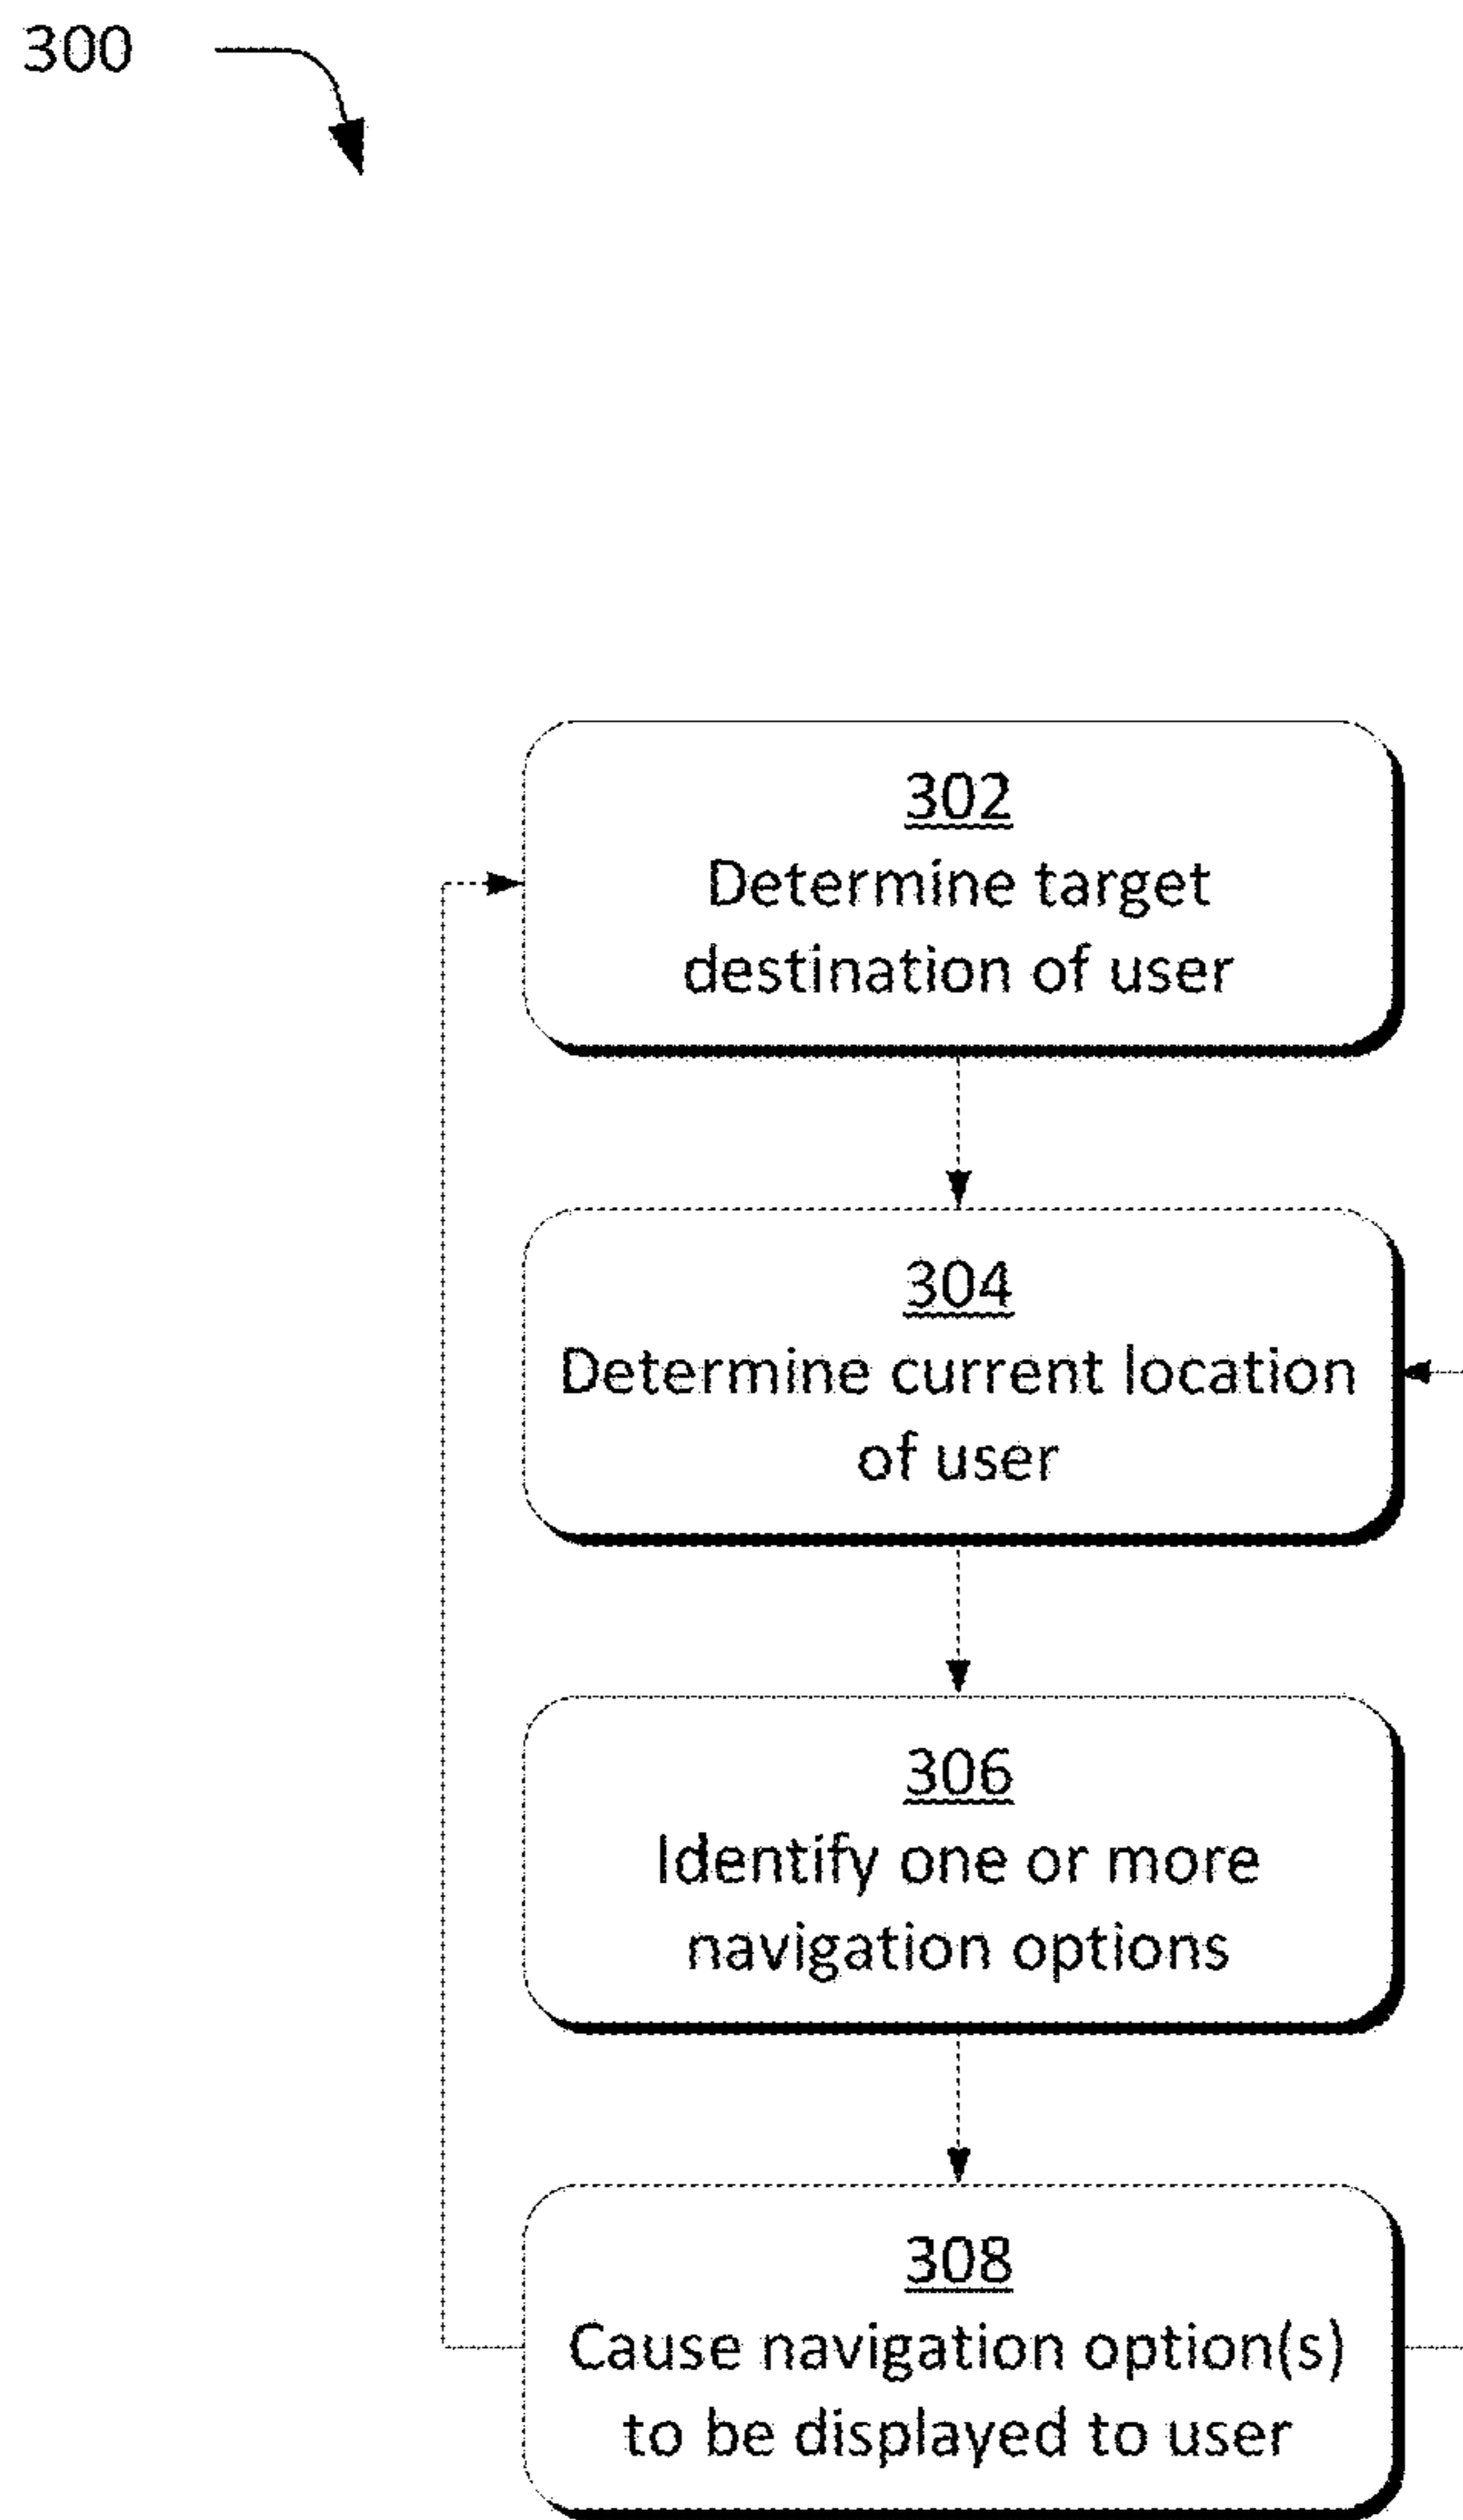 300
302
Determine target
destination of user
304
Determine current location
of user
306
Identify one or more
navigation options
308
Cause navigation option(s)
to be displayed to user